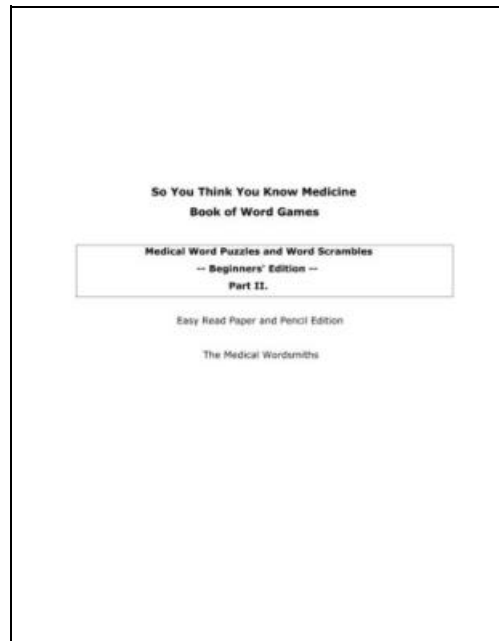 So You Think You Know Medicine
Book of Word Games
Medical Word Puzzles and Word Scrambles
-- Beginners' Edition --
Part II.
Easy Read Paper and Pencil Edition
The Medical Wordsmiths